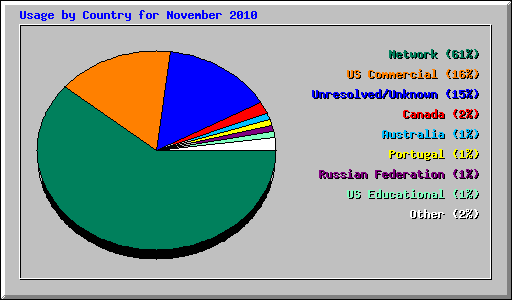 Usage by Country for November 2010
Network (61%)
US Commercial (16%)
Unresolved/Unknown (15%)
Canada (2%)
Australia (1%)
Portugal (1%)
Russian Federation (1%)
US Educational (1%)
Other (2%)